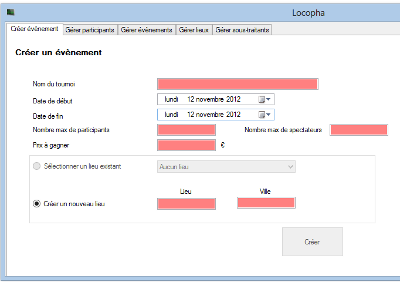 Locopha
Créer évènement Gérer participants Gérer évènements Gérer lieux Gérer sous-traitants
Créer un évènement
Nom du tournoi
Date de début lundi 12 novembre 2012
Date de fin lundi 12 novembre 2012
Nombre max de participants Nombre max de spectateurs
Prix à gagner €
Sélectionner un lieu existant Aucun lieu
Lieu Ville
Créer un nouveau lieu
Créer